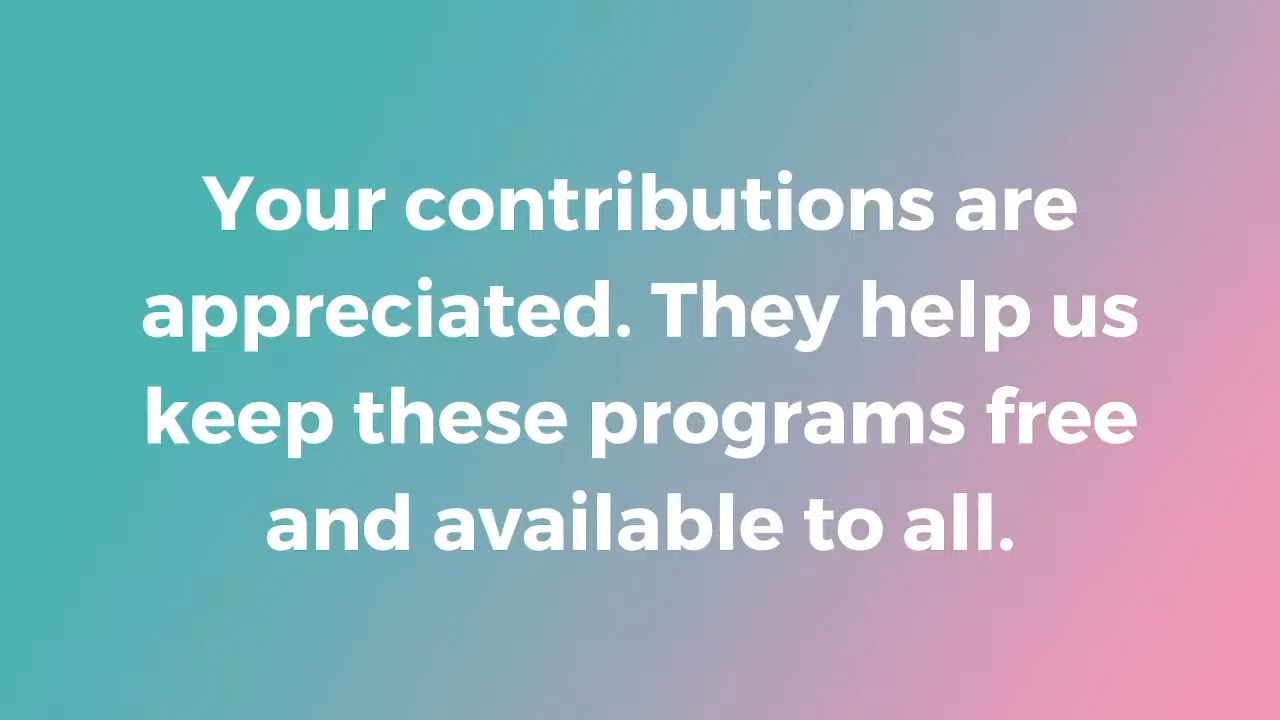 Your contributions are
appreciated. They help us
keep these programs free
and available to all.